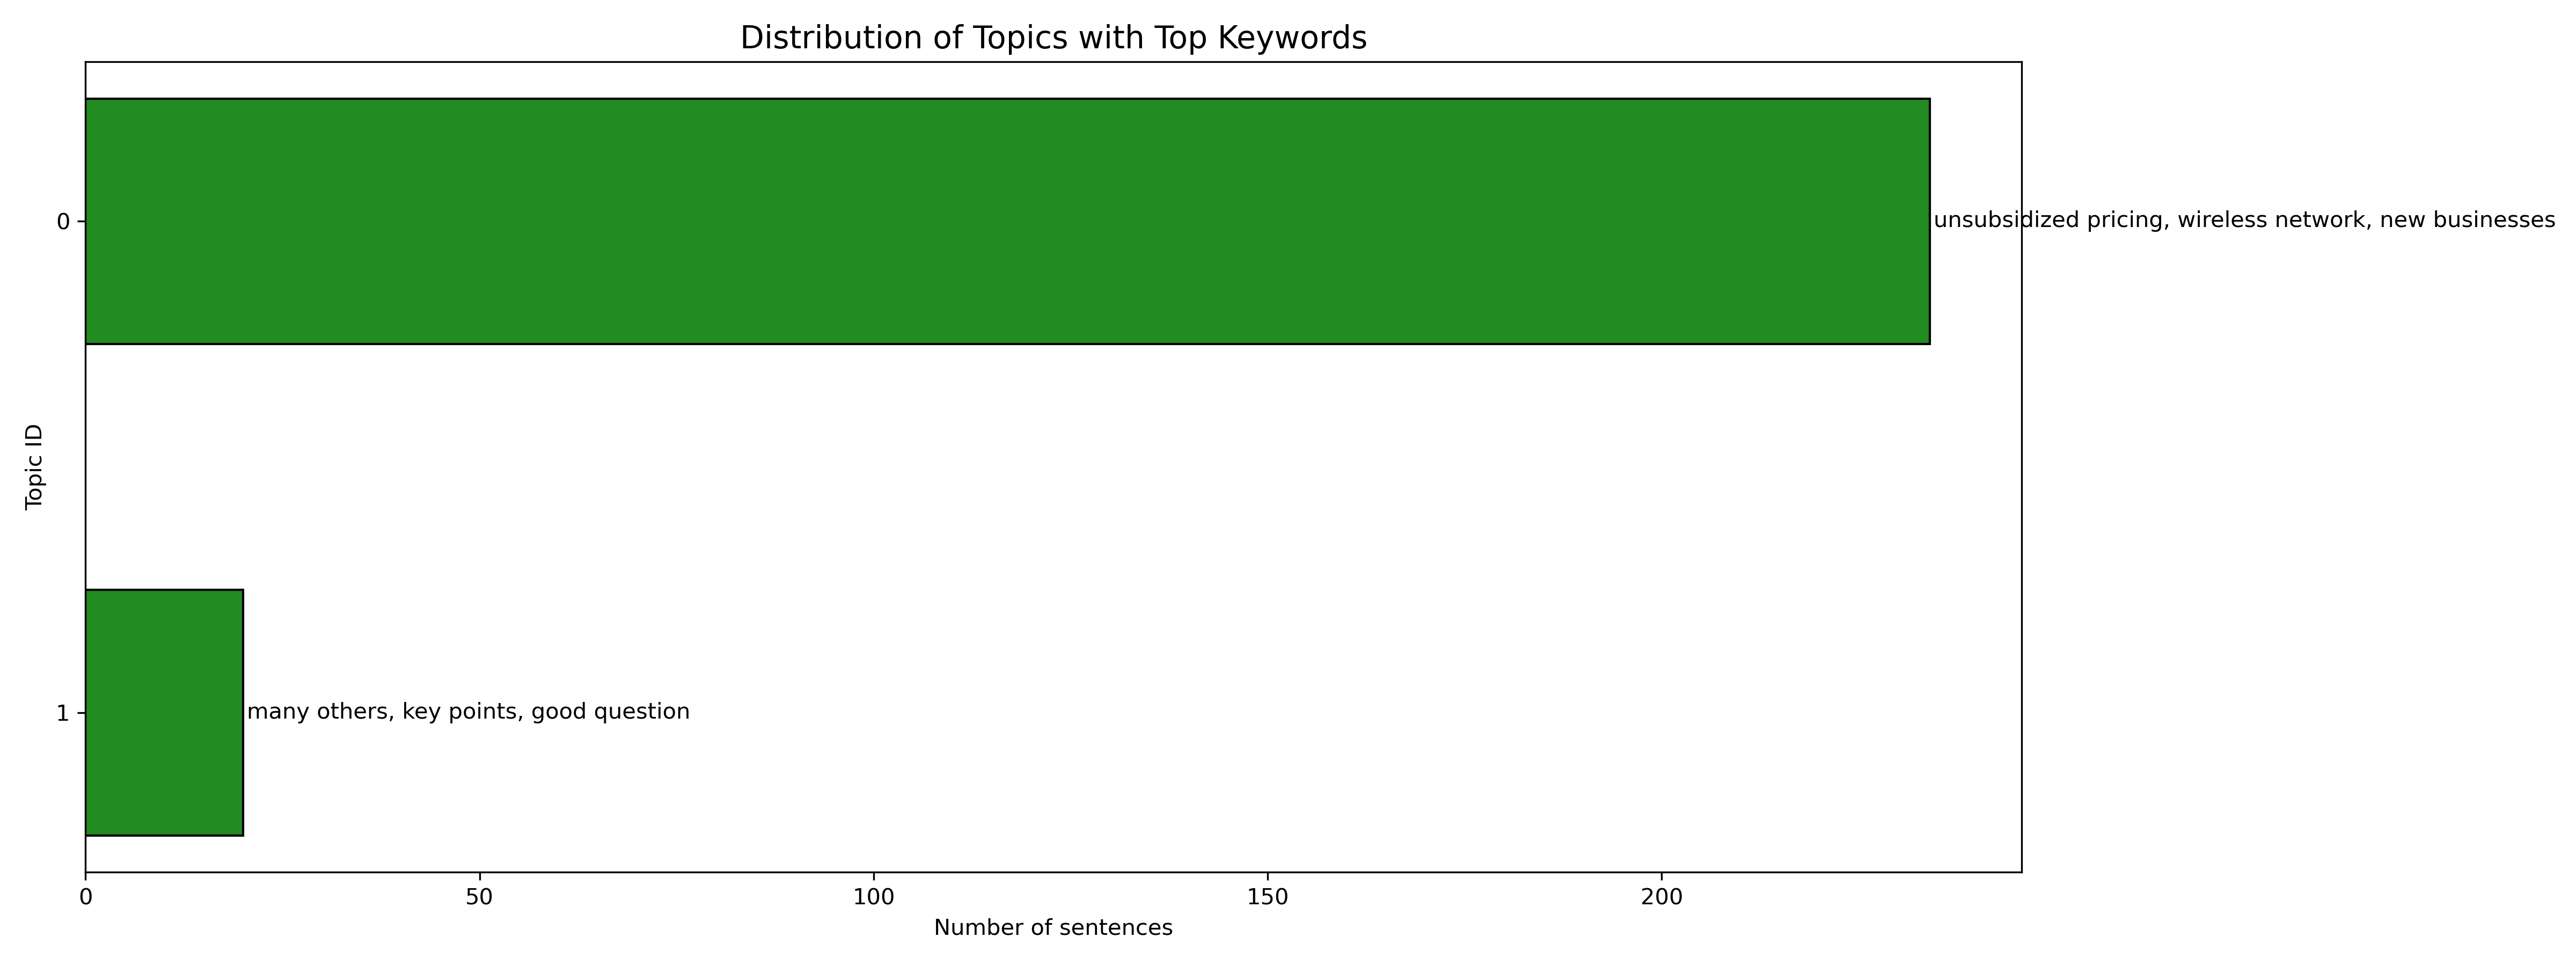 Distribution of Topics with Top Keywords
0
unsubsidized pricing, wireless network, new businesses
Topic ID
1
many others, key points, good question
0 50 100 150 200
Number of sentences